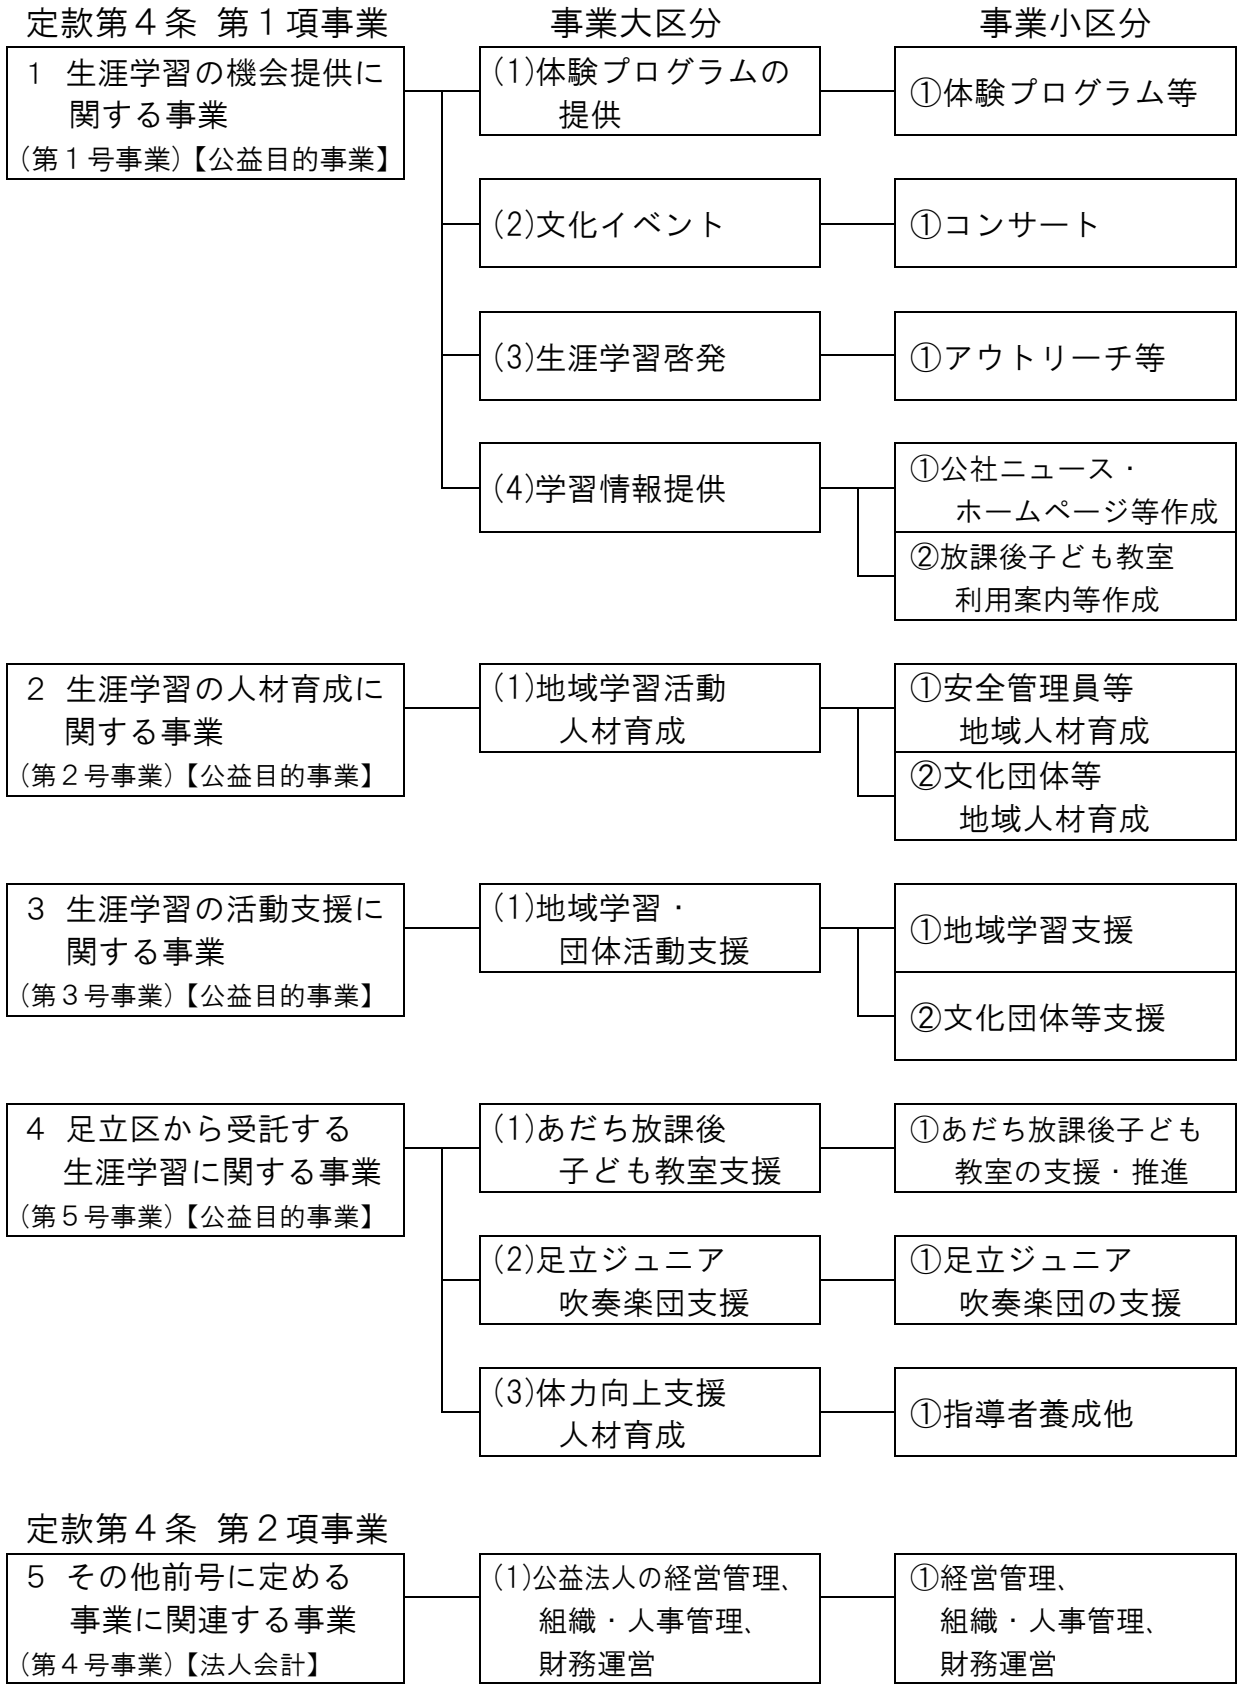 定款第４条 第１項事業
事業大区分
事業小区分
1 生涯学習の機会提供に
関する事業
(第１号事業)【公益目的事業】
(1)体験プログラムの
提供
①体験プログラム等
(2)文化イベント
①コンサート
(3)生涯学習啓発
①アウトリーチ等
(4)学習情報提供
①公社ニュース・
ホームページ等作成
②放課後子ども教室
利用案内等作成
2 生涯学習の人材育成に
関する事業
(第２号事業)【公益目的事業】
(1)地域学習活動
人材育成
①安全管理員等
地域人材育成
②文化団体等
地域人材育成
3 生涯学習の活動支援に
関する事業
(第３号事業)【公益目的事業】
(1)地域学習・
団体活動支援
①地域学習支援
②文化団体等支援
4 足立区から受託する
生涯学習に関する事業
(第５号事業)【公益目的事業】
(1)あだち放課後
子ども教室支援
①あだち放課後子ども
教室の支援・推進
(2)足立ジュニア
吹奏楽団支援
①足立ジュニア
吹奏楽団の支援
(3)体力向上支援
人材育成
①指導者養成他
定款第４条 第２項事業
5 その他前号に定める
事業に関連する事業
(第４号事業)【法人会計】
(1)公益法人の経営管理、
組織・人事管理、
財務運営
①経営管理、
組織・人事管理、
財務運営